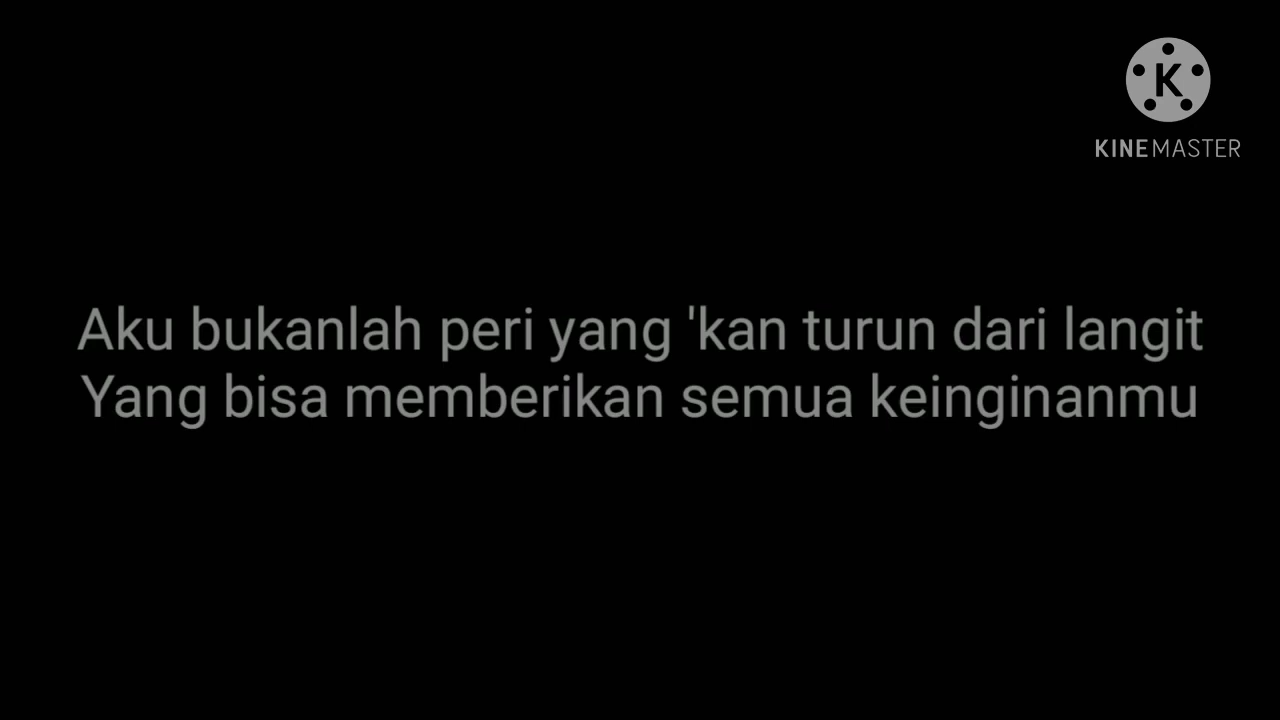 KINEMASTER
Aku bukanlah peri yang 'kan turun dari langit
Yang bisa memberikan semua keinginanmu